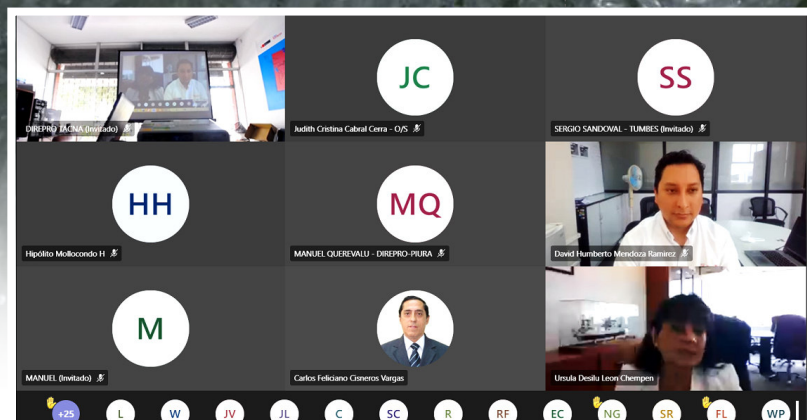 DIREPRO TACNA (Invitado)
JC
Judith Cristina Cabral Cerra - O/S
SS
SERGIO SANDOVAL - TUMBES (Invitado)
HH
Hipólito Mollocondo H
MQ
MANUEL QUEREVALU - DIREPRO-PIURA
David Humberto Mendoza Ramirez
M
MANUEL (Invitado)
Carlos Feliciano Cisneros Vargas
Ursula Desilu Leon Chempen
+25 L W JV JL C SC R RF EC NG SR FL WP